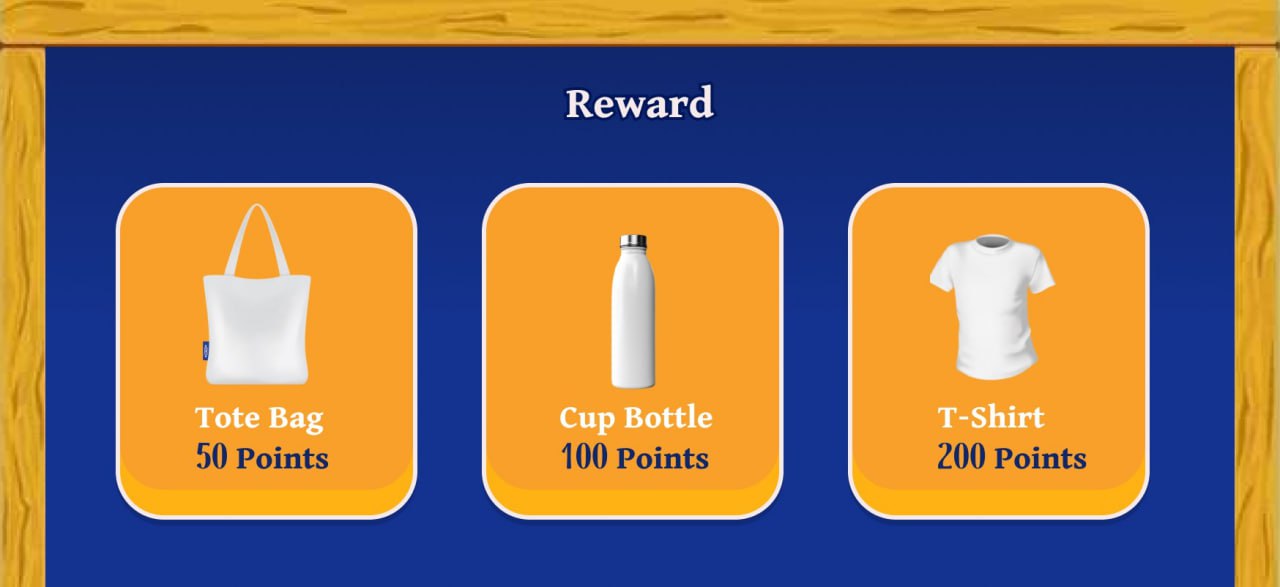 Reward
Tote Bag
50 Points
Cup Bottle
100 Points
T-Shirt
200 Points